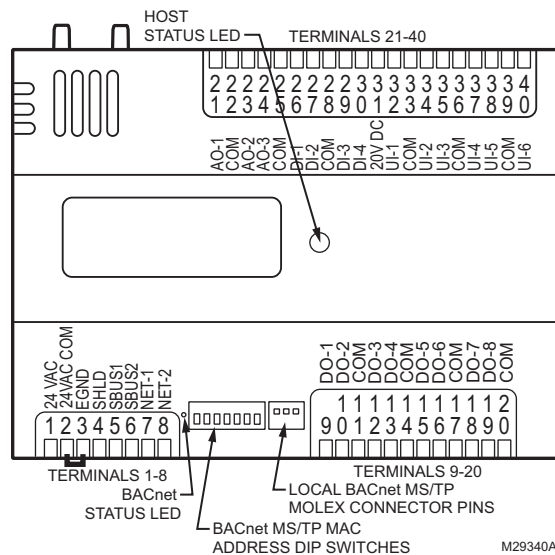 HOST
STATUS LED
TERMINALS 21-40
2 2 2 2 2 2 2 2 2 3 3 3 3 3 3 3 3 3 3 4
1 2 3 4 5 6 7 8 9 0 1 2 3 4 5 6 7 8 9 0
AO-1
COM
AO-2
AO-3
COM
DI-1
DI-2
COM
DI-3
DI-4
20V DC
UI-1
COM
UI-2
UI-3
COM
UI-4
UI-5
COM
UI-6
24 VAC
24VAC COM
EGND
SHLD
SBUS1
SBUS2
NET-1
NET-2
1 2 3 4 5 6 7 8
DO-1
DO-2
COM
DO-3
DO-4
COM
DO-5
DO-6
COM
DO-7
DO-8
COM
1 1 1 1 1 1 1 1 1 1 2
9 0 1 2 3 4 5 6 7 8 9 0
TERMINALS 1-8
TERMINALS 9-20
BACnet
STATUS LED
LOCAL BACnet MS/TP
MOLEX CONNECTOR PINS
BACnet MS/TP MAC
ADDRESS DIP SWITCHES
M29340A